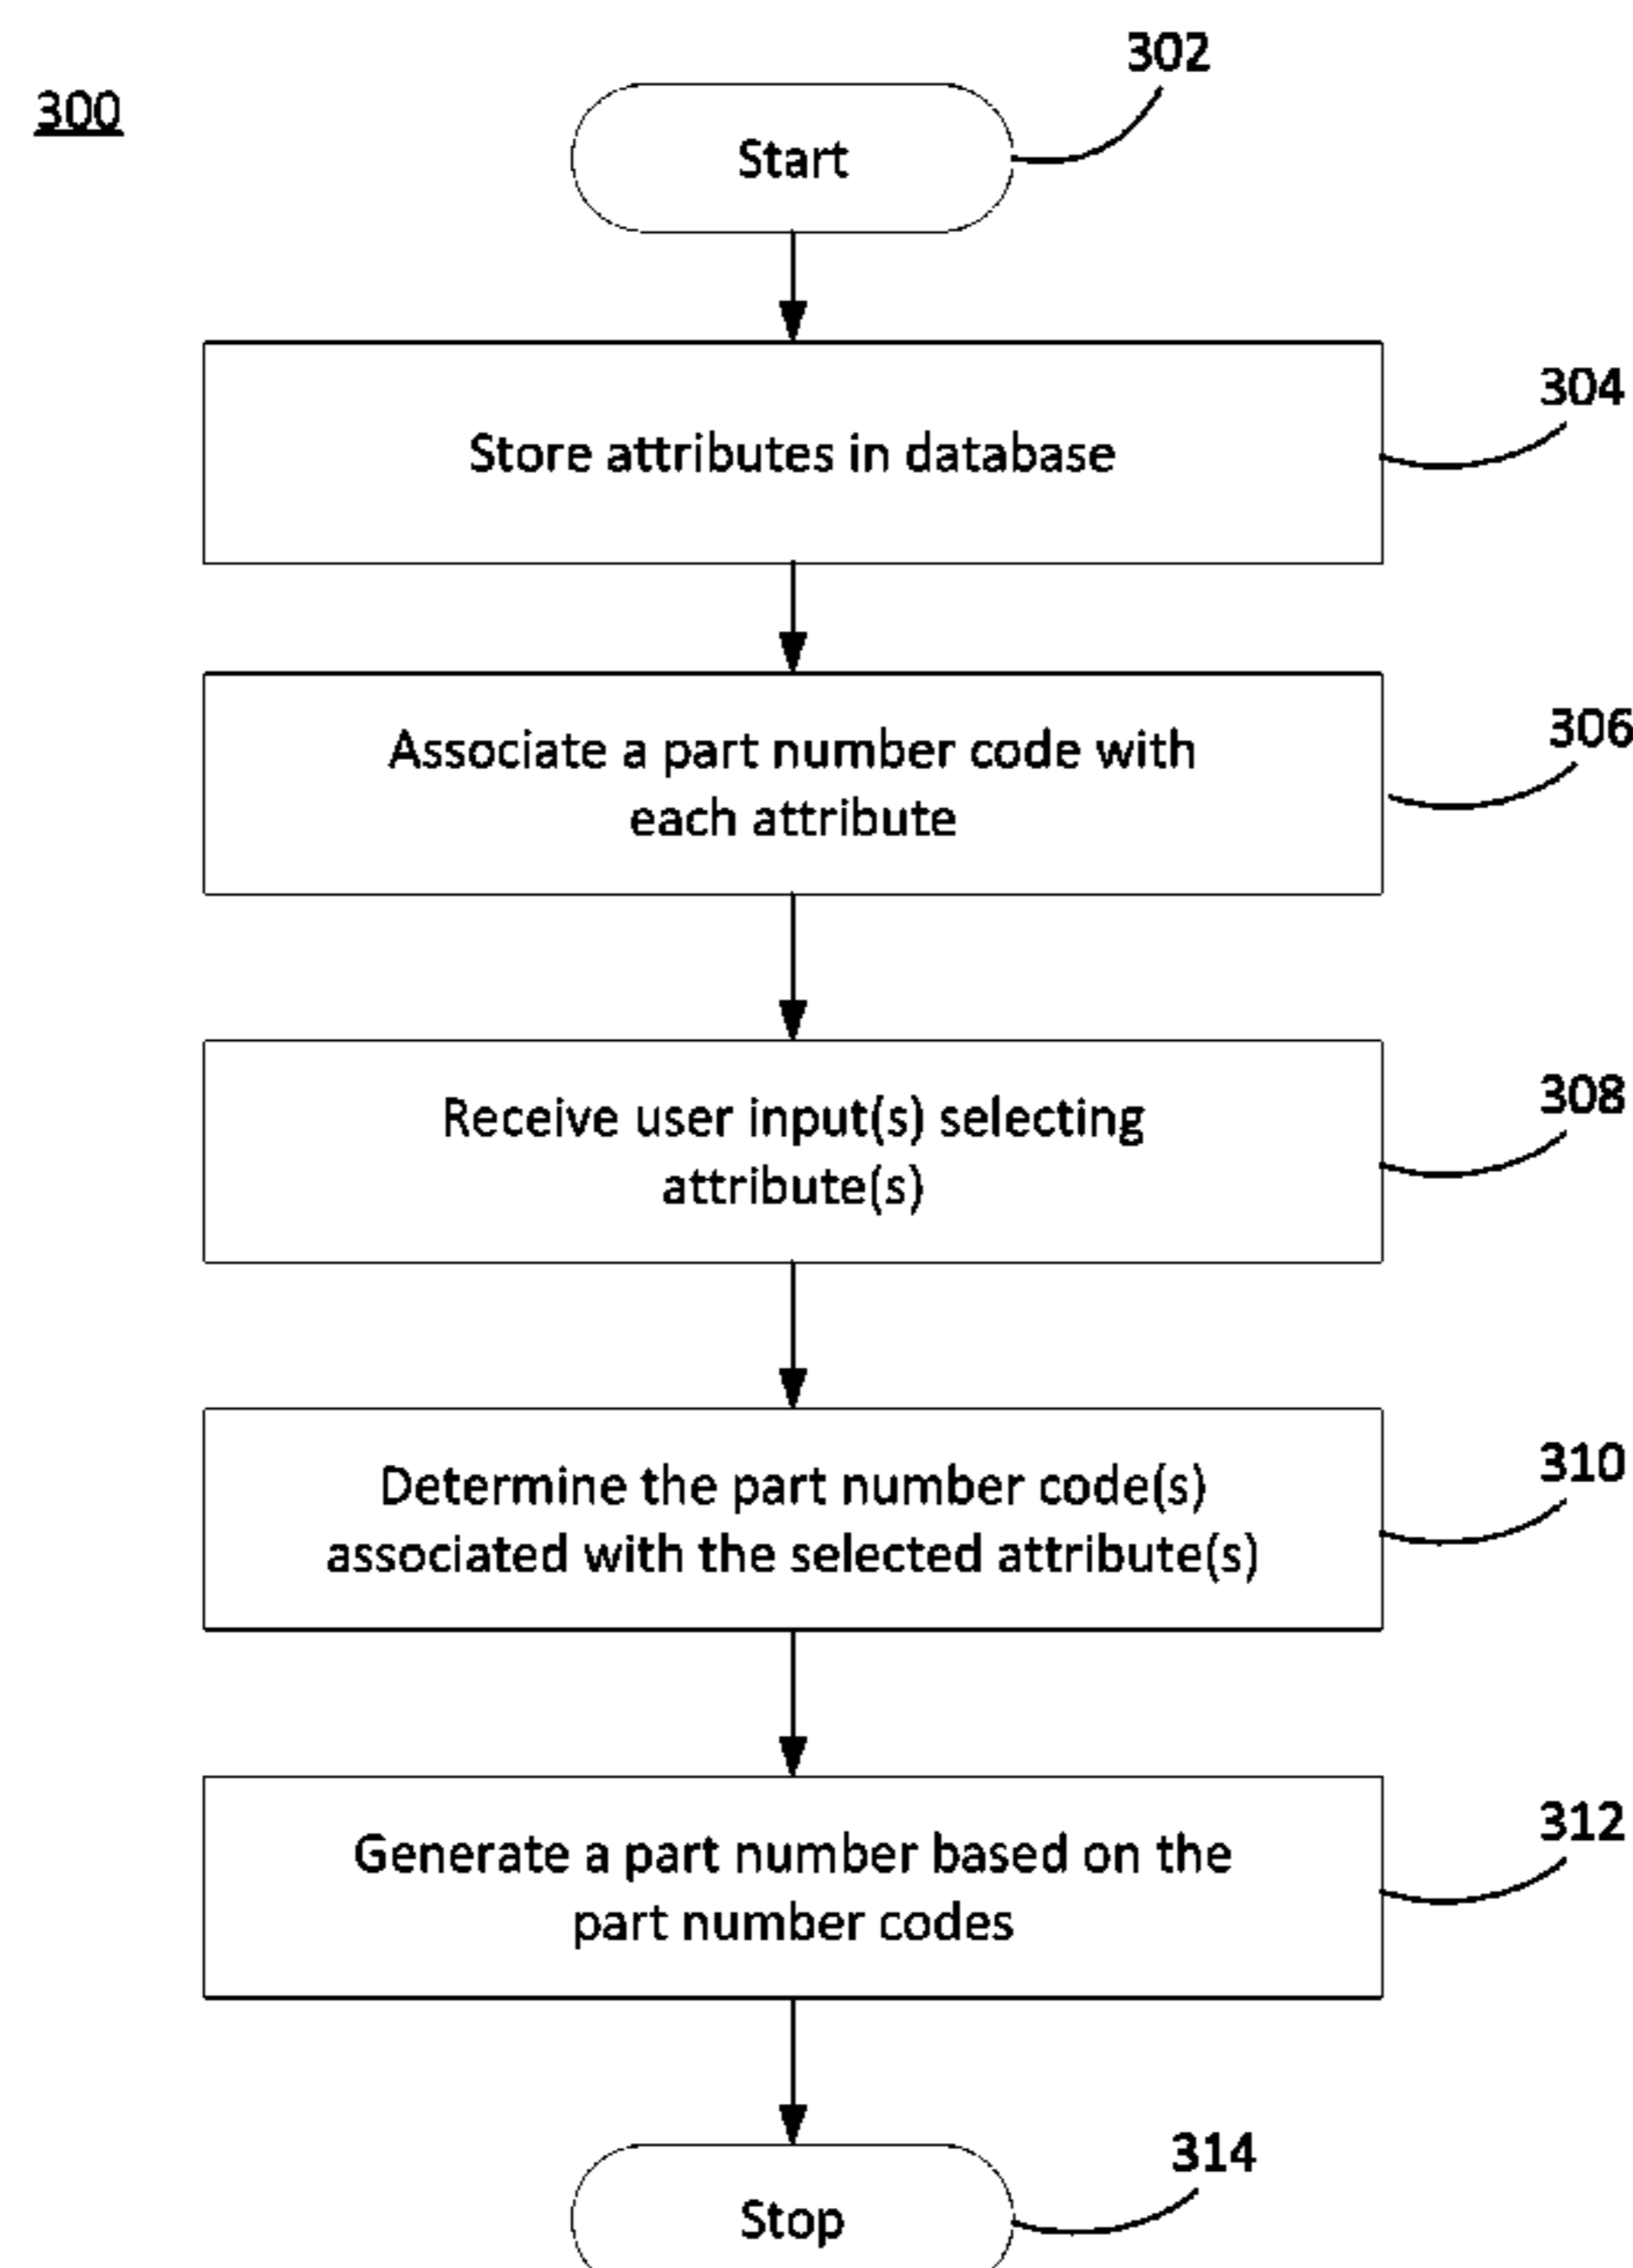 302
300
Start
304
Store attributes in database
306
Associate a part number code with
each attribute
308
Receive user input(s) selecting
attribute(s)
310
Determine the part number code(s)
associated with the selected attribute(s)
312
Generate a part number based on the
part number codes
314
Stop